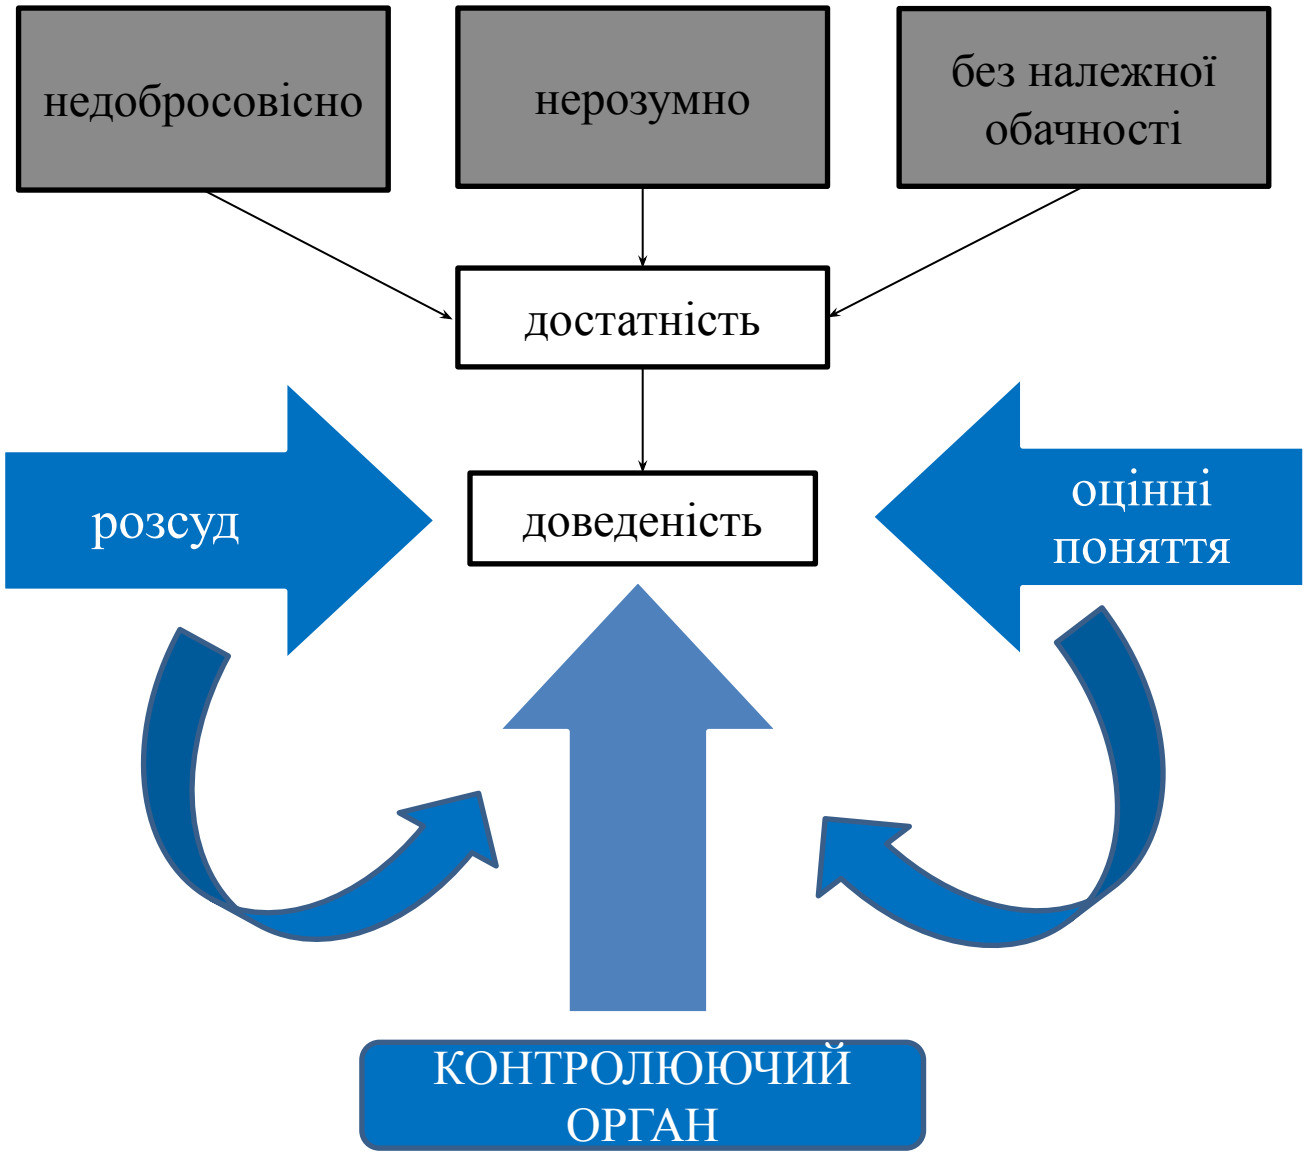 недобросовісно
нерозумно
без належної
обачності
достатність
розсуд
доведеність
оцінні
поняття
КОНТРОЛЮЮЧИЙ
ОРГАН